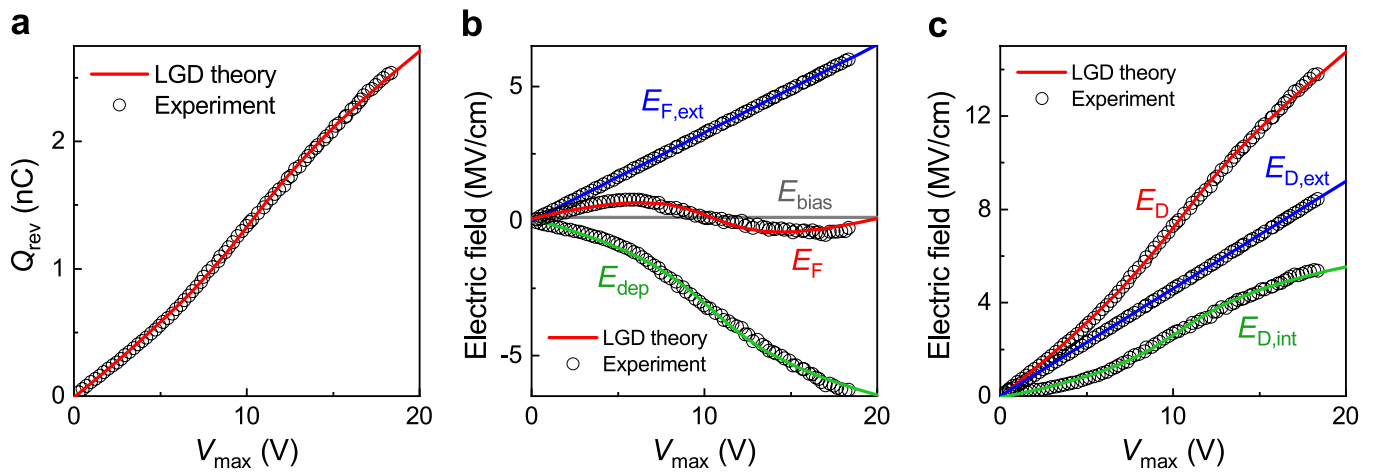 a
Q_rev (nC)
2
1
0
LGD theory
Experiment
0
10
20
V_max (V)
b
Electric field (MV/cm)
5
0
-5
E_F,ext
E_bias
E_F
E_dep
LGD theory
Experiment
0
10
20
V_max (V)
c
Electric field (MV/cm)
12
8
4
0
LGD theory
Experiment
E_D
E_D,ext
E_D,int
0
10
20
V_max (V)